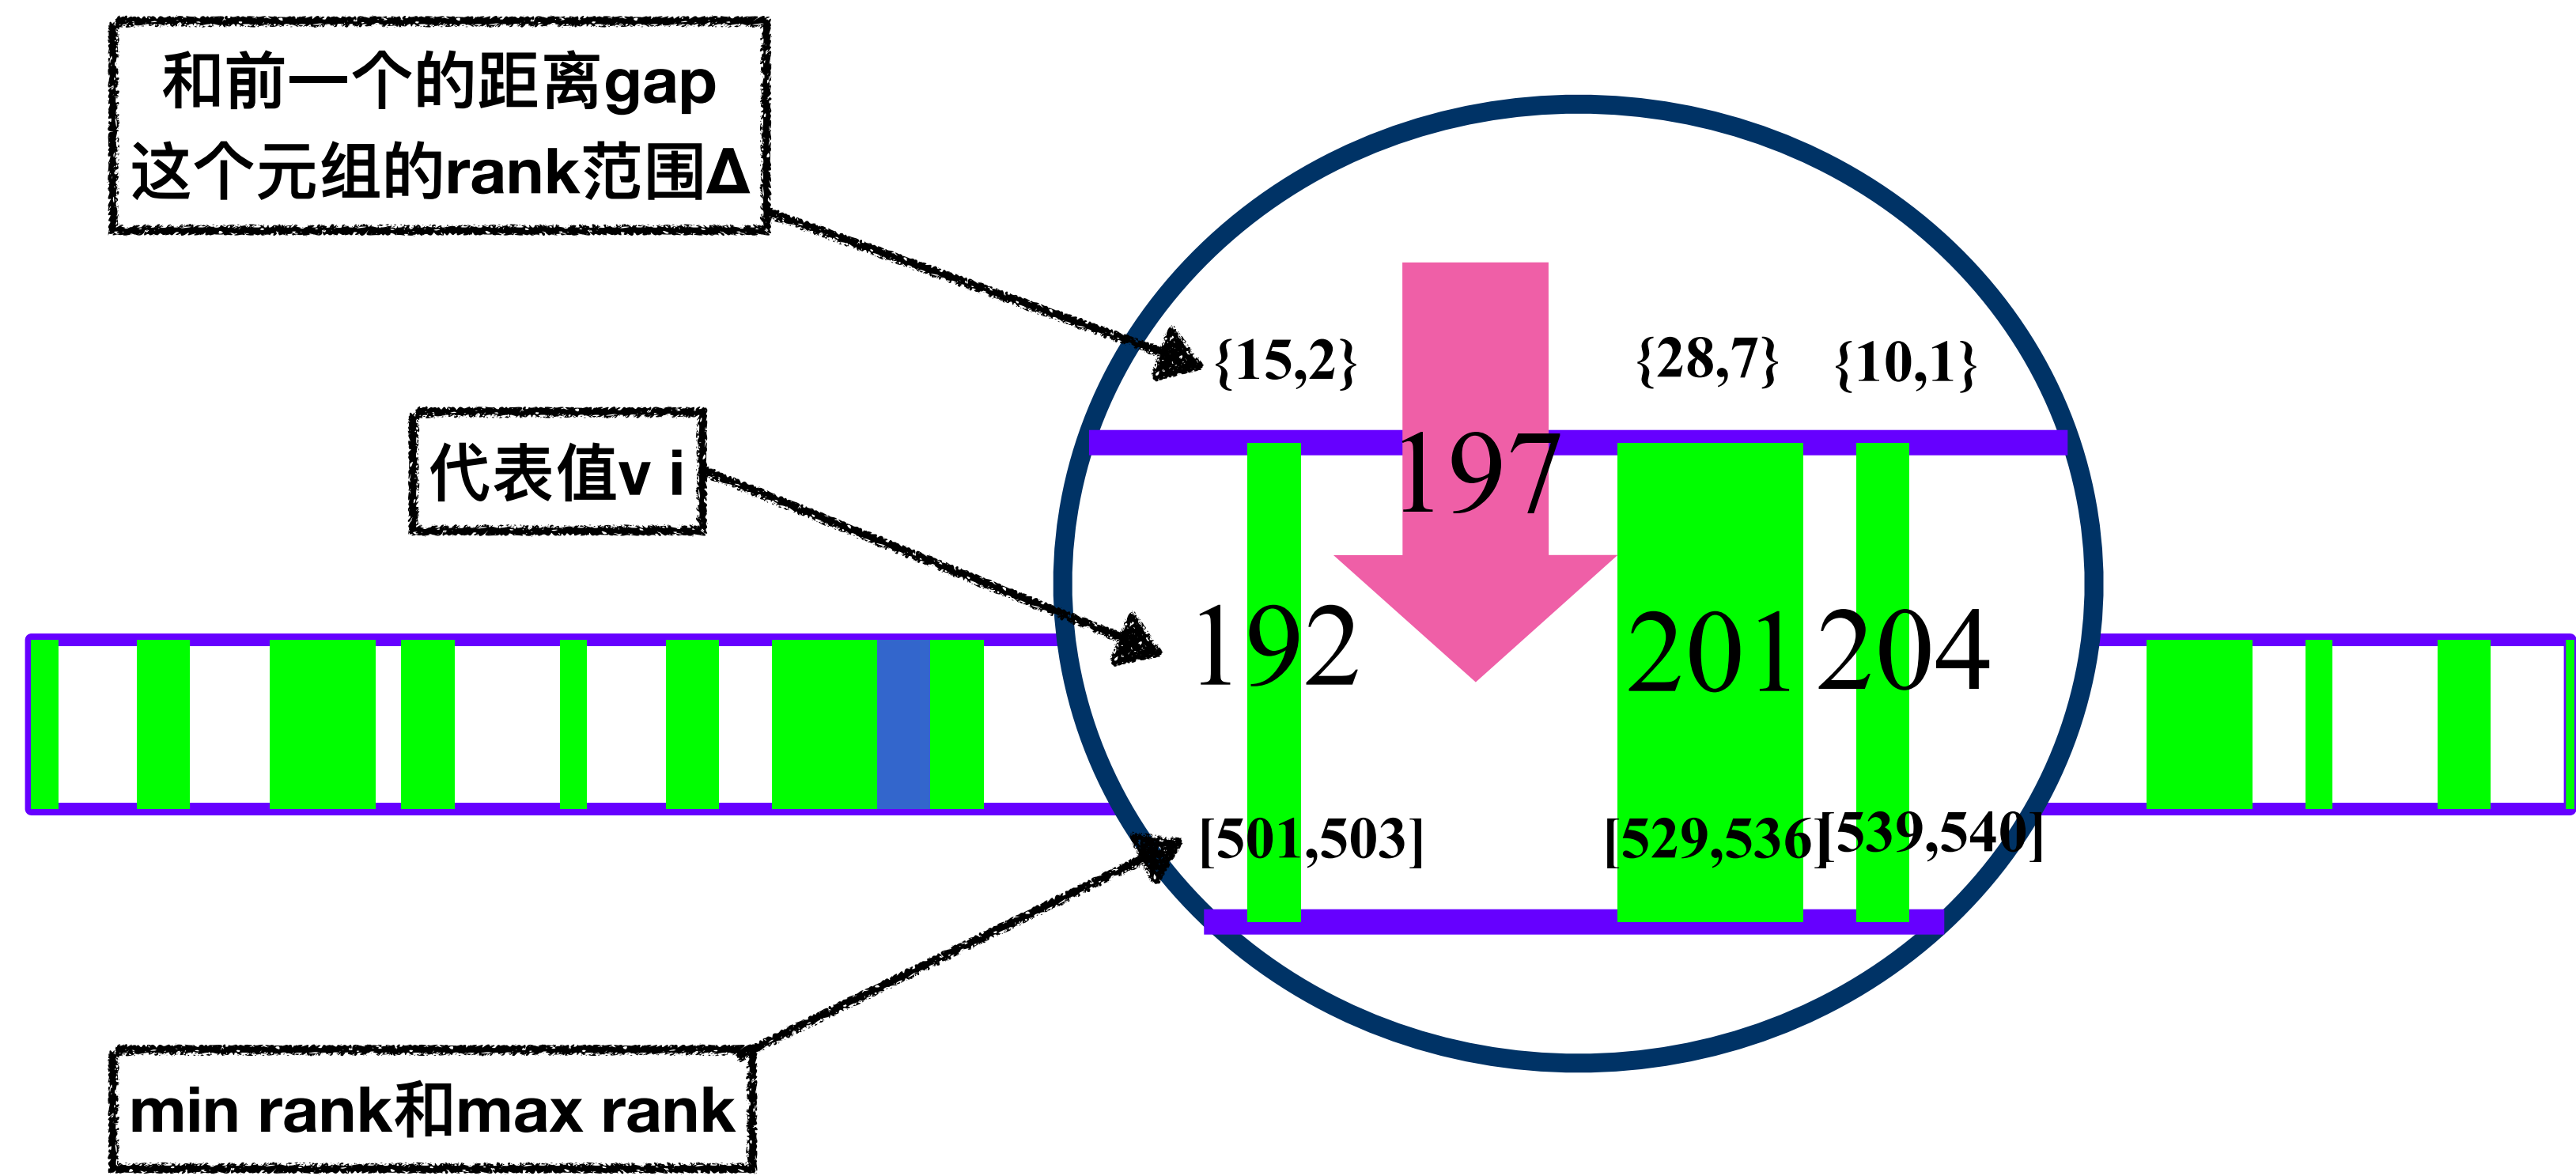 和前一个的距离gap
这个元组的rank范围Δ
{15,2}
{28,7}
{10,1}
代表值v i
197
192
201
204
[501,503]
[529,536]
[539,540]
min rank和max rank